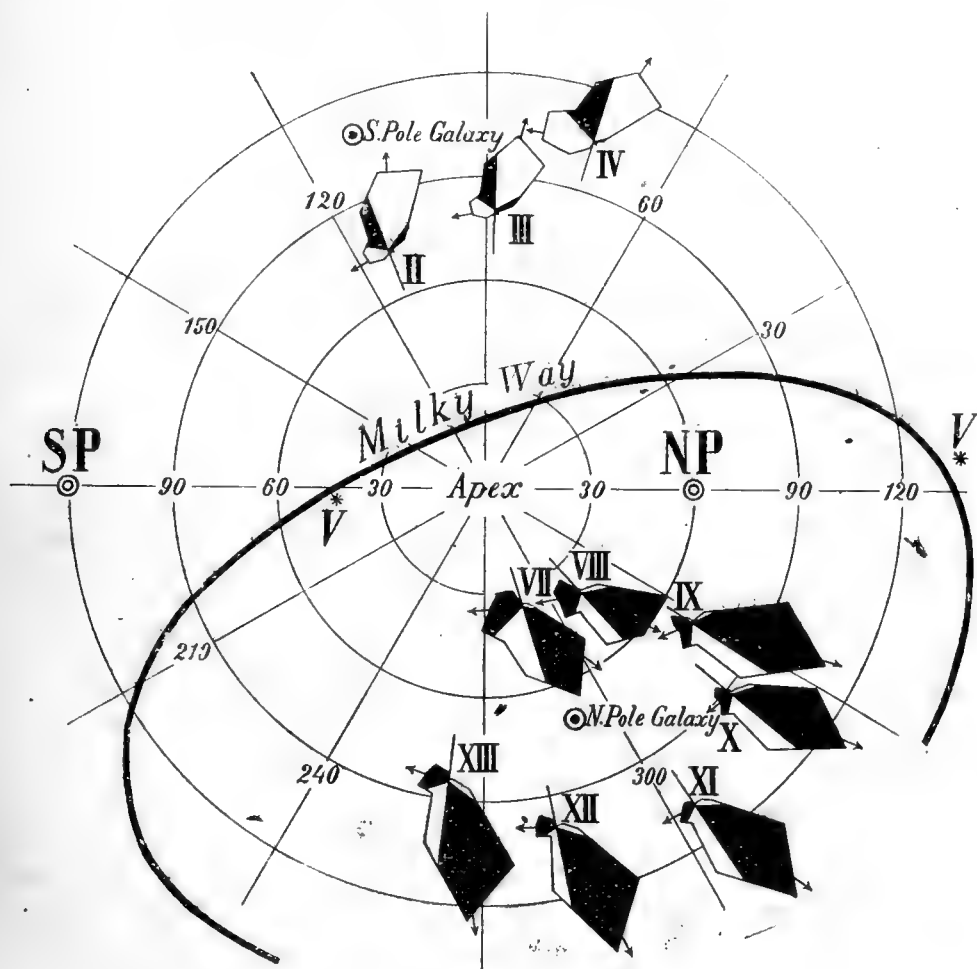 S. Pole Galaxy
IV
120
III
60
II
150
30
Milky Way
SP
NP
V
90
60
30
Apex
30
90
120
V
VII
VIII
IX
210
N. Pole Galaxy
X
XIII
240
300
XI
XII